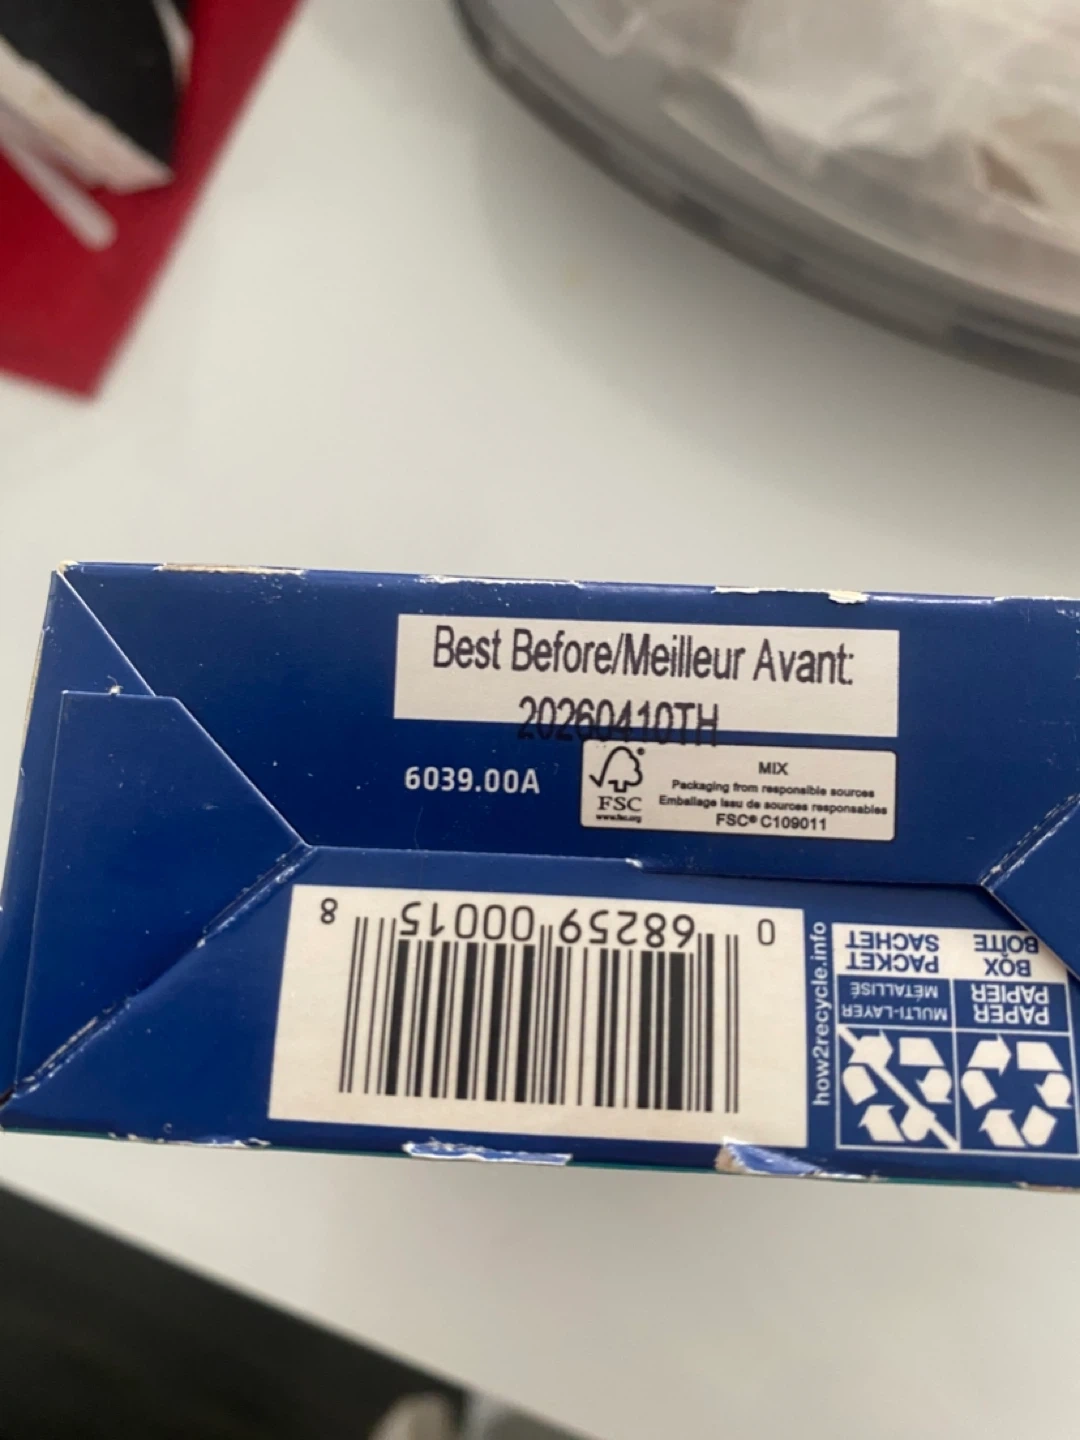 Best Before/Meilleur Avant:
20260410TH
6039.00A
FSC
www.fsc.org
MIX
Packaging from responsible sources
Emballage issu de sources responsables
FSC® C109011
0 68259 00015 8
how2recycle.info
PAPER
PAPIER
BOX
BOÎTE
MULTI-LAYER
MÉTALLISÉ
PACKET
SACHET